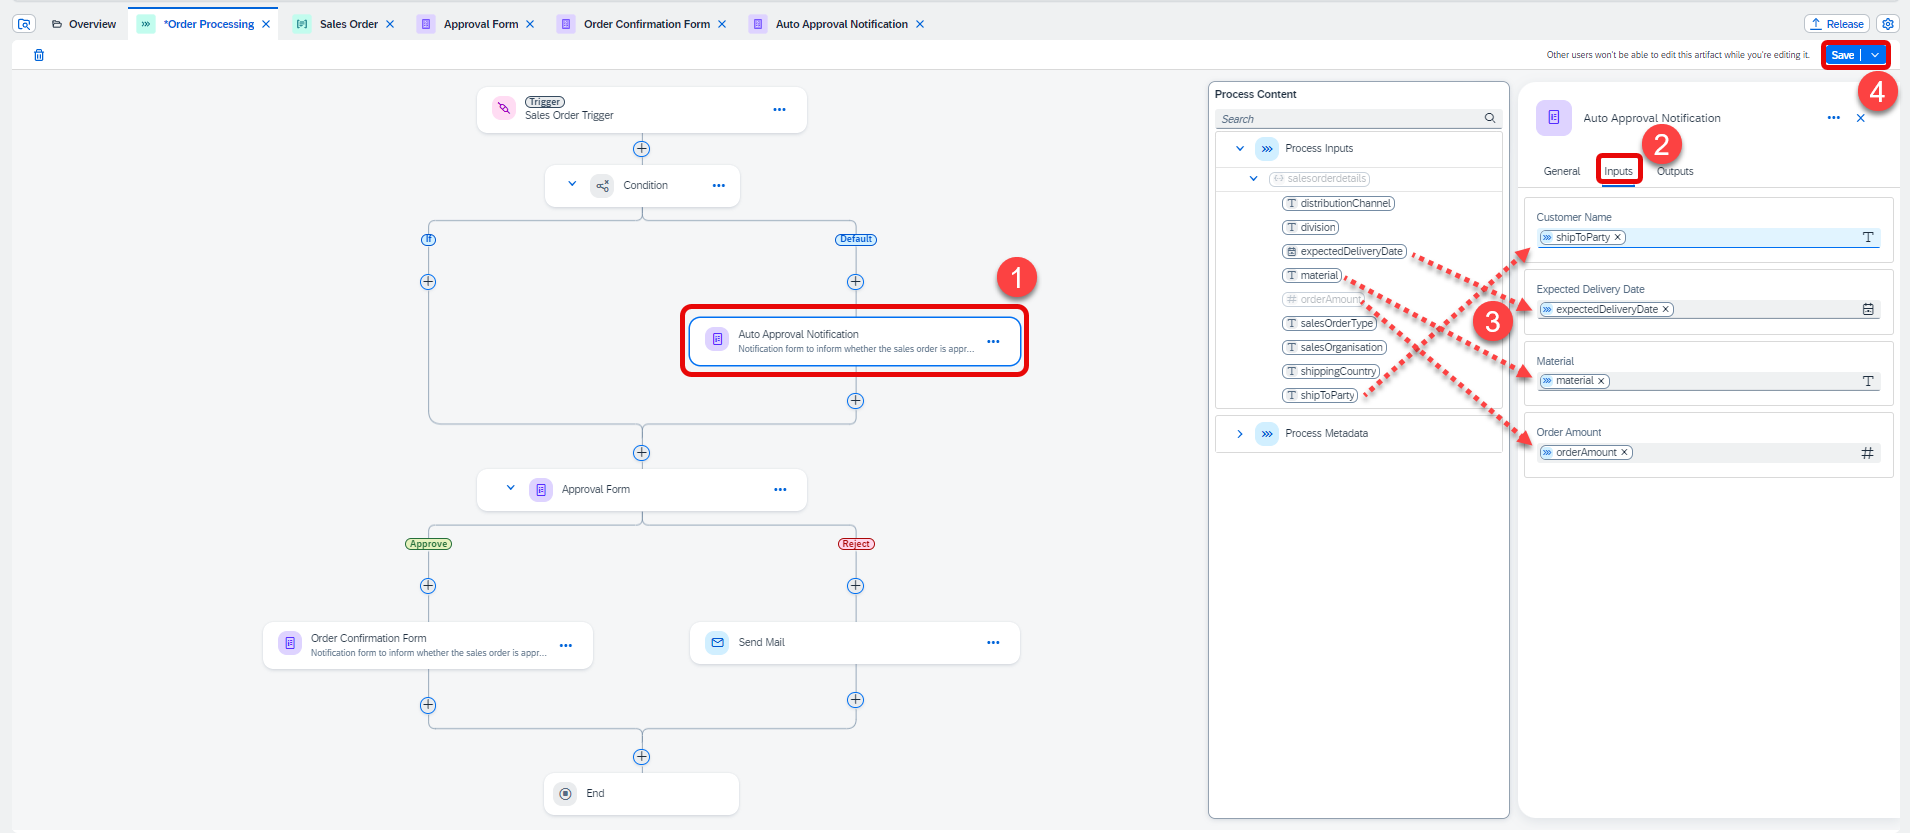 Overview
*Order Processing
Sales Order
Approval Form
Order Confirmation Form
Auto Approval Notification
Release
Other users won't be able to edit this artifact while you're editing it.
Save
4
Trigger
Sales Order Trigger
Condition
If
Default
1
Auto Approval Notification
Notification form to inform whether the sales order is appr...
Approval Form
Approve
Reject
Order Confirmation Form
Notification form to inform whether the sales order is appr...
Send Mail
End
Process Content
Search
Process Inputs
salesorderdetails
distributionChannel
division
expectedDeliveryDate
material
orderAmount
salesOrderType
salesOrganisation
shippingCountry
shipToParty
Process Metadata
3
Auto Approval Notification
2
General
Inputs
Outputs
Customer Name
shipToParty
Expected Delivery Date
expectedDeliveryDate
Material
material
Order Amount
orderAmount